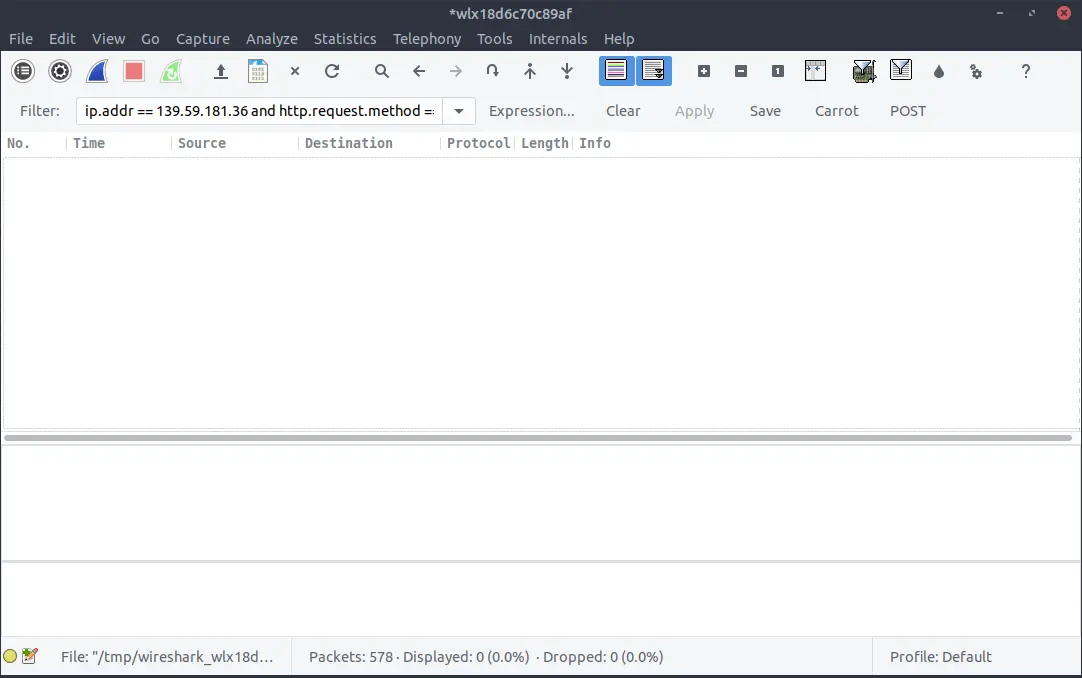 *wlx18d6c70c89af
File Edit View Go Capture Analyze Statistics Telephony Tools Internals Help
Filter: ip.addr == 139.59.181.36 and http.request.method == Expression... Clear Apply Save Carrot POST
No. Time Source Destination Protocol Length Info
File: "/tmp/wireshark_wlx18d... Packets: 578 · Displayed: 0 (0.0%) · Dropped: 0 (0.0%) Profile: Default